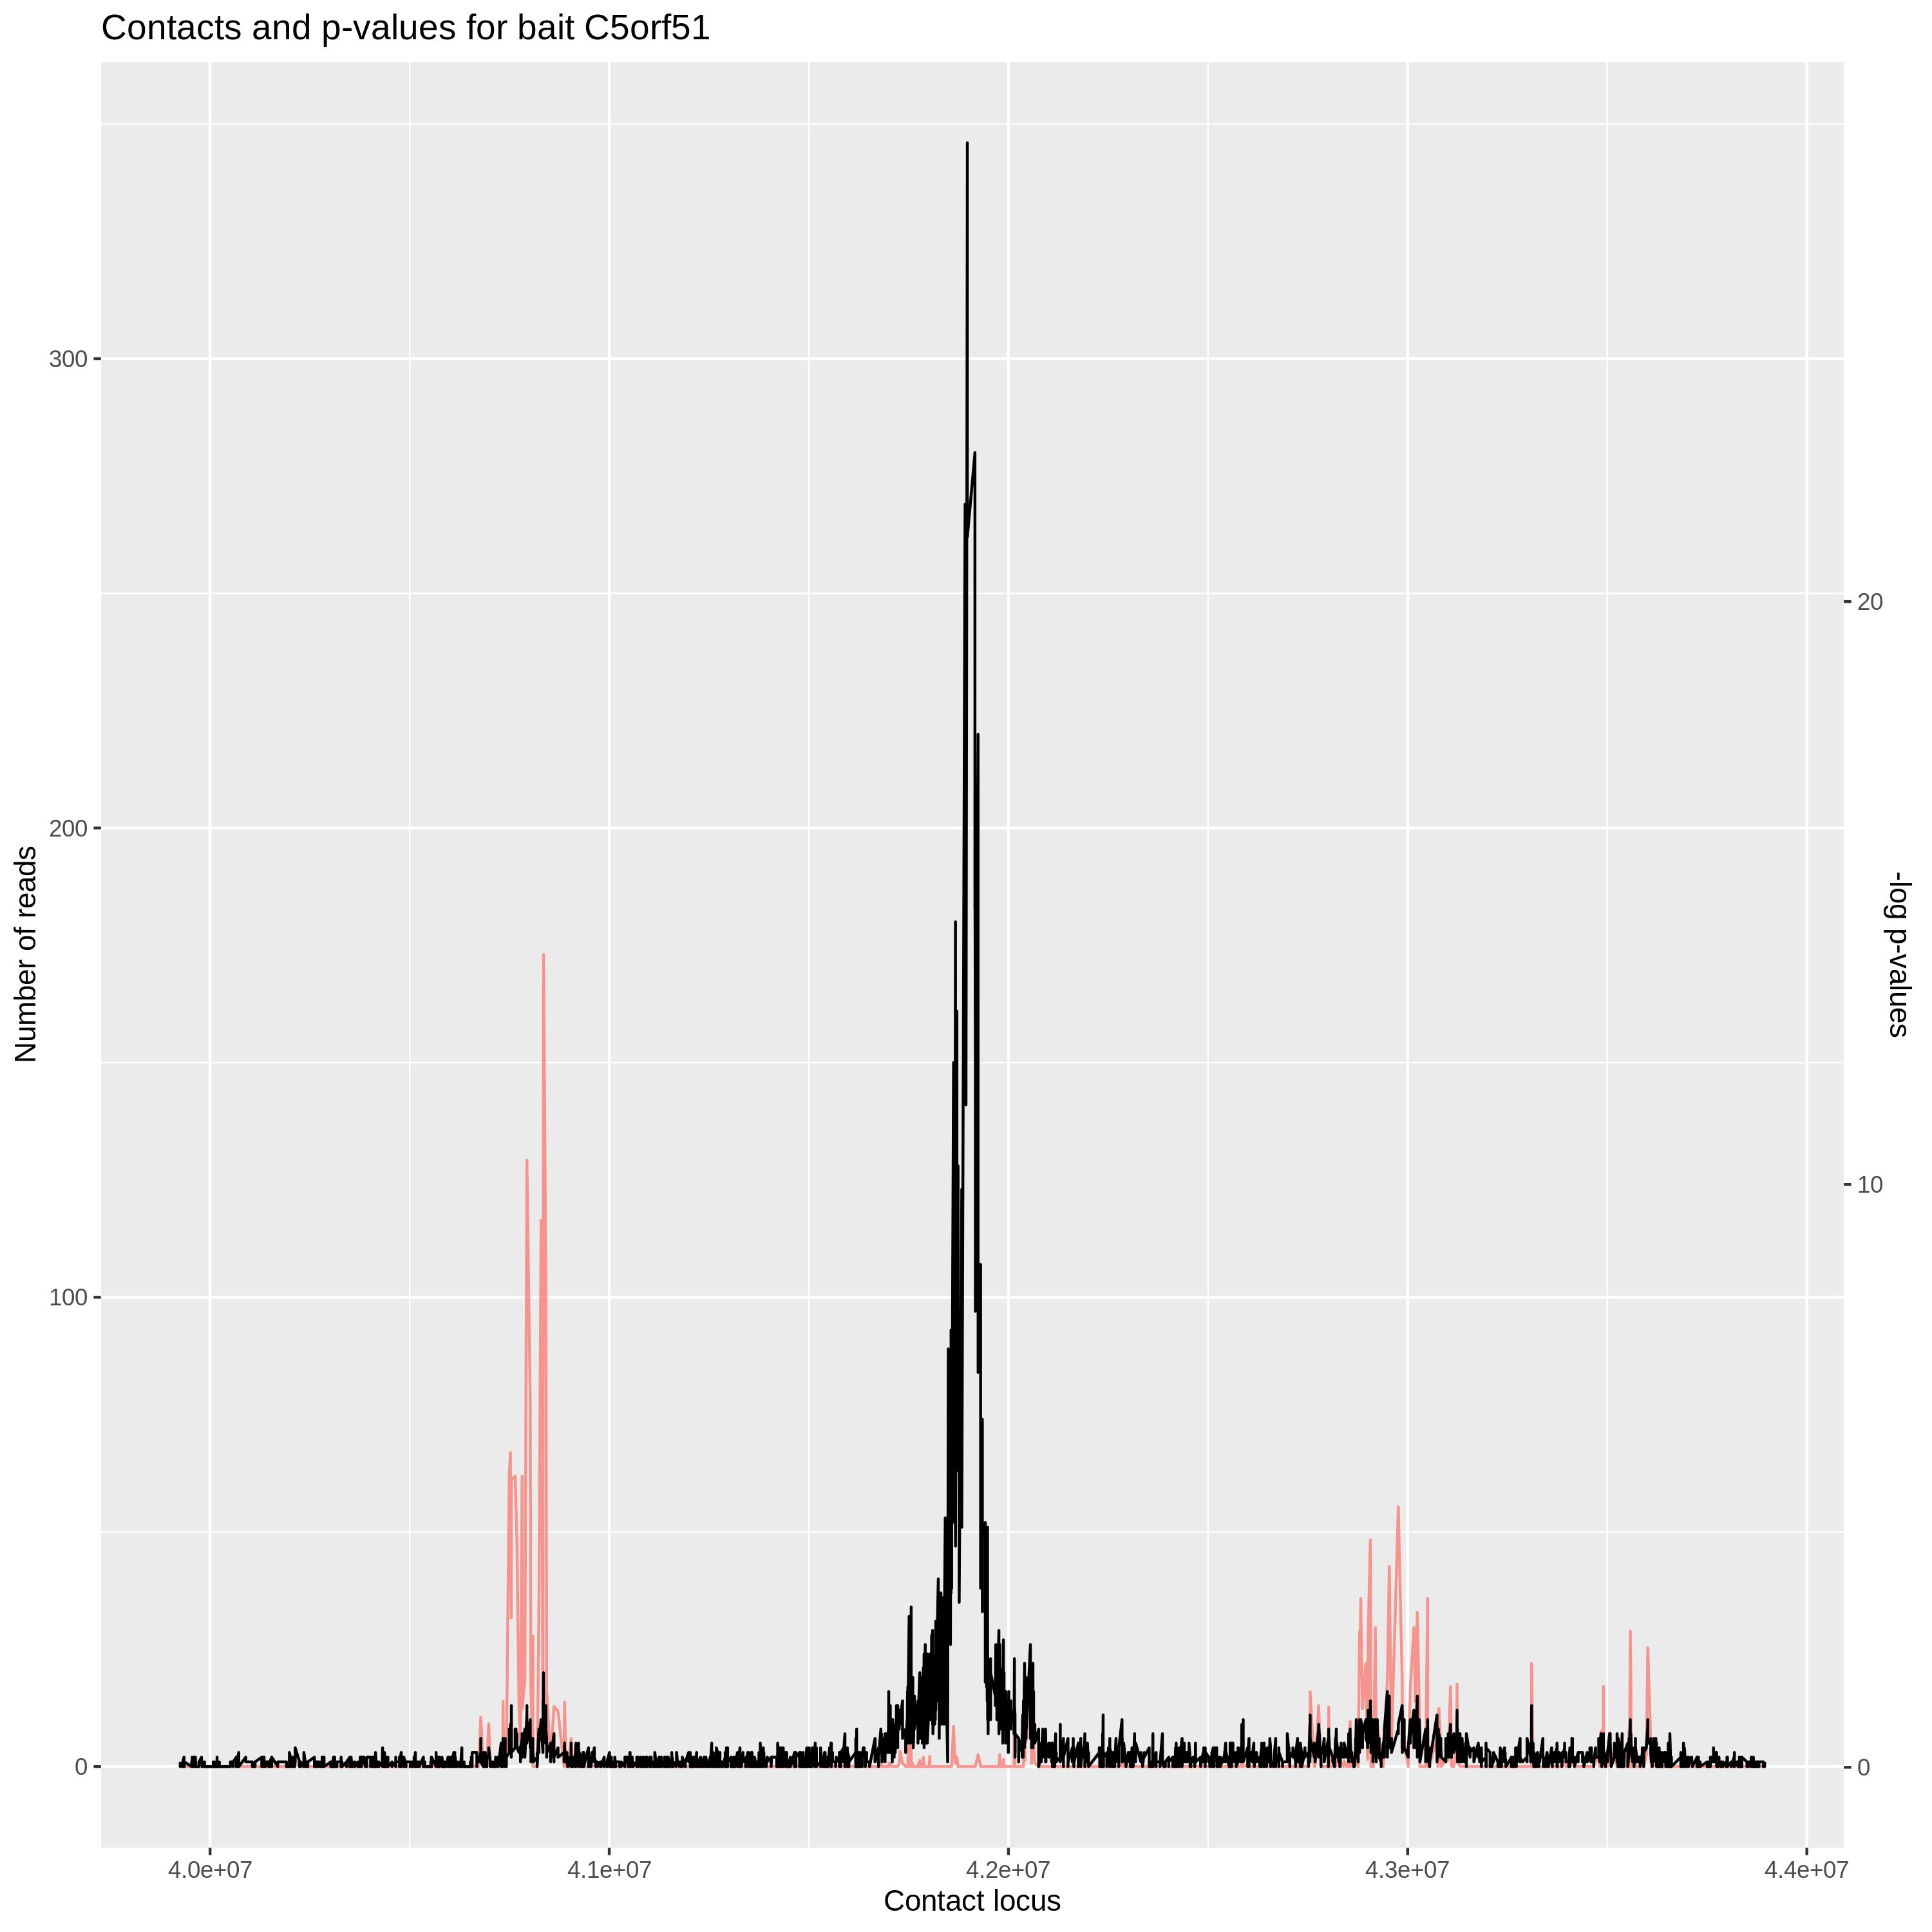 Contacts and p-values for bait C5orf51
300
200
100
0
Number of reads
20
10
0
-log p-values
4.0e+07
4.1e+07
4.2e+07
4.3e+07
4.4e+07
Contact locus